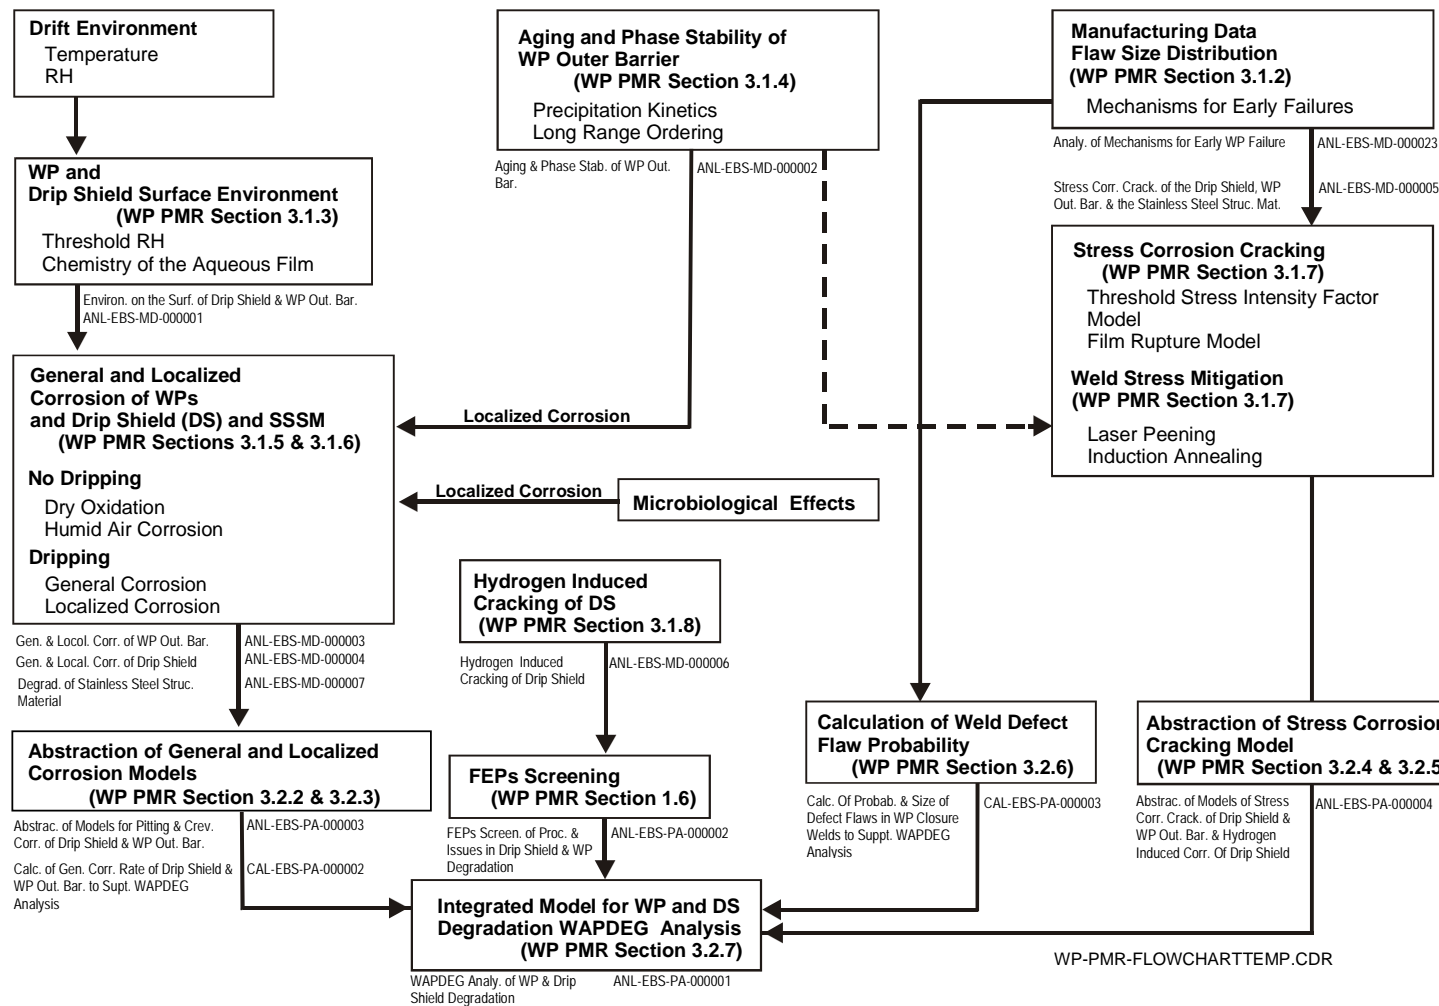 Drift Environment
Temperature
RH
Aging and Phase Stability of
WP Outer Barrier
(WP PMR Section 3.1.4)
Precipitation Kinetics
Long Range Ordering
Manufacturing Data
Flaw Size Distribution
(WP PMR Section 3.1.2)
Mechanisms for Early Failures
Aging & Phase Stab. of WP Out.
Bar.
ANL-EBS-MD-000002
Analy. of Mechanisms for Early WP Failure
ANL-EBS-MD-000023
Stress Corr. Crack. of the Drip Shield, WP
Out. Bar. & the Stainless Steel Struc. Mat.
ANL-EBS-MD-000005
WP and
Drip Shield Surface Environment
(WP PMR Section 3.1.3)
Threshold RH
Chemistry of the Aqueous Film
Environ. on the Surf. of Drip Shield & WP Out. Bar.
ANL-EBS-MD-000001
Stress Corrosion Cracking
(WP PMR Section 3.1.7)
Threshold Stress Intensity Factor
Model
Film Rupture Model
Weld Stress Mitigation
(WP PMR Section 3.1.7)
Laser Peening
Induction Annealing
General and Localized
Corrosion of WPs
and Drip Shield (DS) and SSSM
(WP PMR Sections 3.1.5 & 3.1.6)
No Dripping
Dry Oxidation
Humid Air Corrosion
Dripping
General Corrosion
Localized Corrosion
Localized Corrosion
Localized Corrosion
Microbiological Effects
Hydrogen Induced
Cracking of DS
(WP PMR Section 3.1.8)
Hydrogen Induced
Cracking of Drip Shield
ANL-EBS-MD-000006
Gen. & Locol. Corr. of WP Out. Bar.
ANL-EBS-MD-000003
Gen. & Local. Corr. of Drip Shield
ANL-EBS-MD-000004
Degrad. of Stainless Steel Struc.
Material
ANL-EBS-MD-000007
Abstraction of General and Localized
Corrosion Models
(WP PMR Section 3.2.2 & 3.2.3)
Abstrac. of Models for Pitting & Crev.
Corr. of Drip Shield & WP Out. Bar.
ANL-EBS-PA-000003
Calc. of Gen. Corr. Rate of Drip Shield &
WP Out. Bar. to Supt. WAPDEG
Analysis
CAL-EBS-PA-000002
FEPs Screening
(WP PMR Section 1.6)
FEPs Screen. of Proc. &
Issues in Drip Shield & WP
Degradation
ANL-EBS-PA-000002
Calculation of Weld Defect
Flaw Probability
(WP PMR Section 3.2.6)
Calc. Of Probab. & Size of
Defect Flaws in WP Closure
Welds to Suppt. WAPDEG
Analysis
CAL-EBS-PA-000003
Abstraction of Stress Corrosion
Cracking Model
(WP PMR Section 3.2.4 & 3.2.5
Abstrac. of Models of Stress
Corr. Crack. of Drip Shield &
WP Out. Bar. & Hydrogen
Induced Corr. Of Drip Shield
ANL-EBS-PA-000004
Integrated Model for WP and DS
Degradation WAPDEG Analysis
(WP PMR Section 3.2.7)
WAPDEG Analy. of WP & Drip
Shield Degradation
ANL-EBS-PA-000001
WP-PMR-FLOWCHARTTEMP.CDR